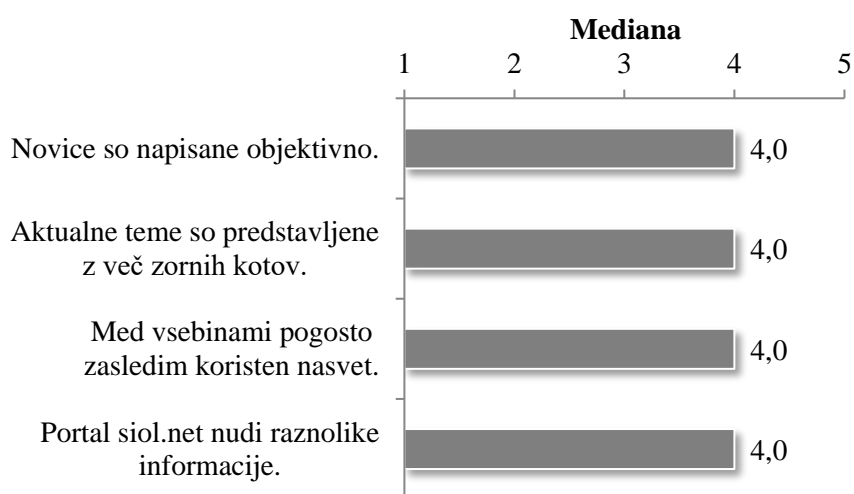 Mediana
1 2 3 4 5
Novice so napisane objektivno. 4,0
Aktualne teme so predstavljene
z več zornih kotov. 4,0
Med vsebinami pogosto
zasledim koristen nasvet. 4,0
Portal siol.net nudi raznolike
informacije. 4,0